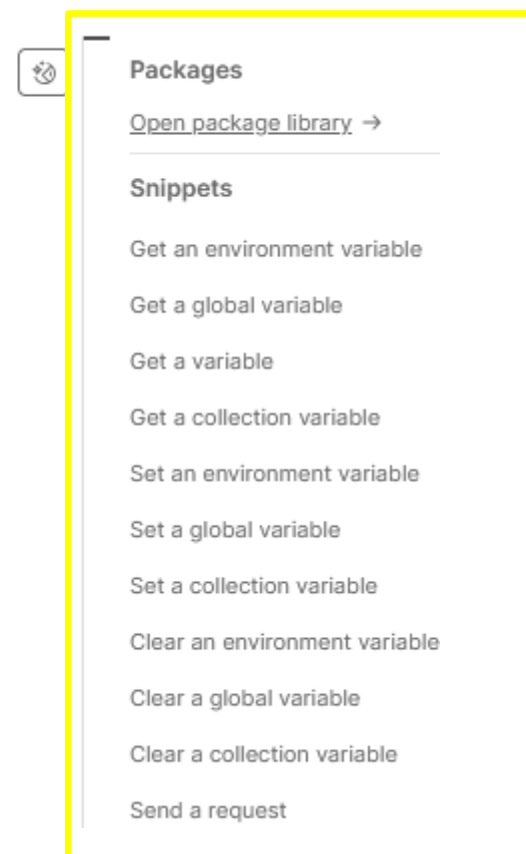 Packages
Open package library →
Snippets
Get an environment variable
Get a global variable
Get a variable
Get a collection variable
Set an environment variable
Set a global variable
Set a collection variable
Clear an environment variable
Clear a global variable
Clear a collection variable
Send a request